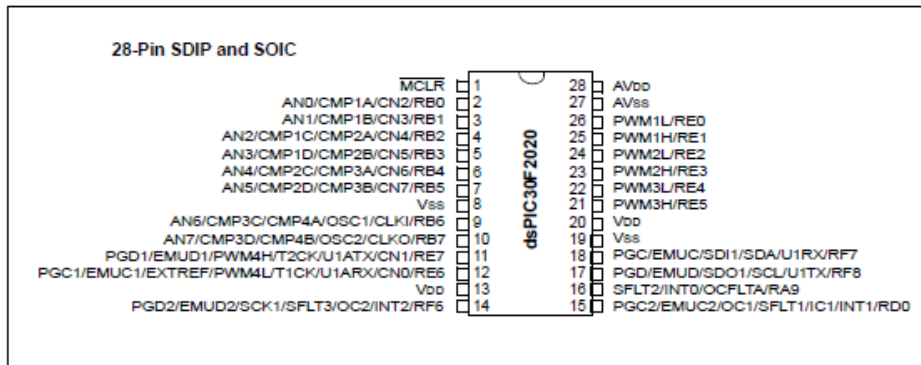 28-Pin SDIP and SOIC
MCLR 1
AN0/CMP1A/CN2/RB0 2
AN1/CMP1B/CN3/RB1 3
AN2/CMP1C/CMP2A/CN4/RB2 4
AN3/CMP1D/CMP2B/CN5/RB3 5
AN4/CMP2C/CMP3A/CN6/RB4 6
AN5/CMP2D/CMP3B/CN7/RB5 7
Vss 8
AN6/CMP3C/CMP4A/OSC1/CLKI/RB6 9
AN7/CMP3D/CMP4B/OSC2/CLKO/RB7 10
PGD1/EMUD1/PWM4H/T2CK/U1ATX/CN1/RE7 11
PGC1/EMUC1/EXTREF/PWM4L/T1CK/U1ARX/CN0/RE6 12
VDD 13
PGD2/EMUD2/SCK1/SFLT3/OC2/INT2/RF6 14
dsPIC30F2020
28 AVDD
27 AVss
26 PWM1L/RE0
25 PWM1H/RE1
24 PWM2L/RE2
23 PWM2H/RE3
22 PWM3L/RE4
21 PWM3H/RE5
20 VDD
19 Vss
18 PGC/EMUC/SDI1/SDA/U1RX/RF7
17 PGD/EMUD/SDO1/SCL/U1TX/RF8
16 SFLT2/INT0/OCFLTA/RA9
15 PGC2/EMUC2/OC1/SFLT1/IC1/INT1/RD0